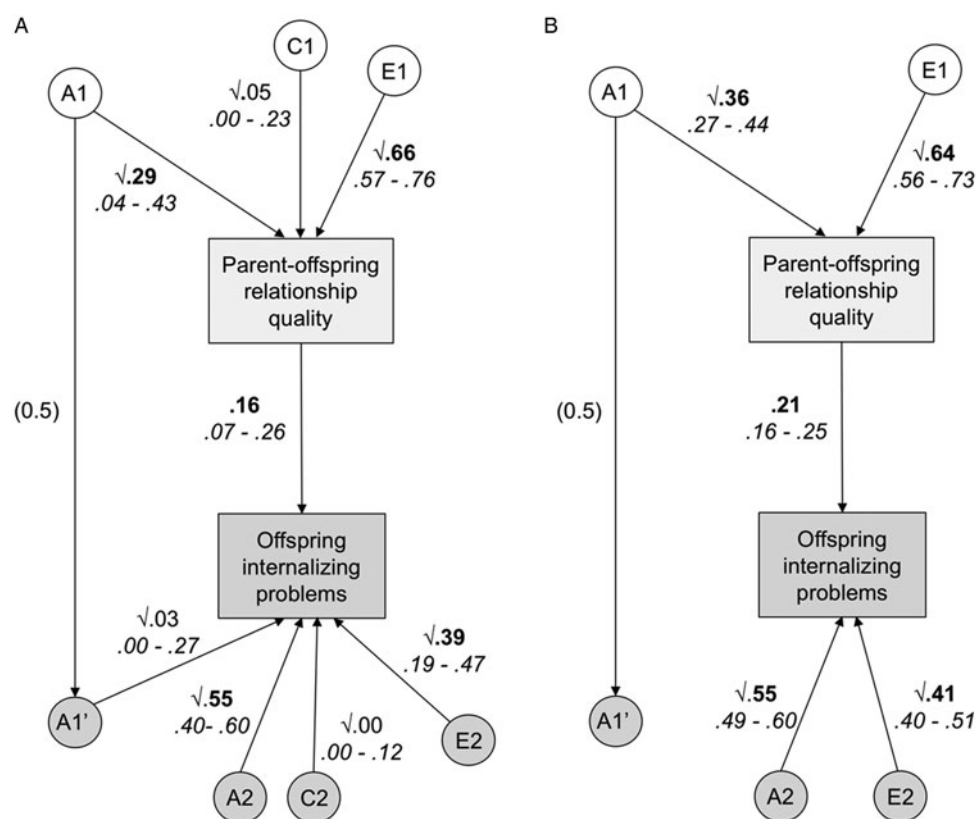 A
C1
E1
A1
√.05
.00 - .23
√.29
.04 - .43
√.66
.57 - .76
Parent-offspring
relationship
quality
(0.5)
.16
.07 - .26
Offspring
internalizing
problems
√.03
.00 - .27
√.39
.19 - .47
√.55
.40- .60
√.00
.00 - .12
A1’
E2
A2
C2
B
A1
E1
√.36
.27 - .44
√.64
.56 - .73
Parent-offspring
relationship
quality
(0.5)
.21
.16 - .25
Offspring
internalizing
problems
√.55
.49 - .60
√.41
.40 - .51
A1’
A2
E2